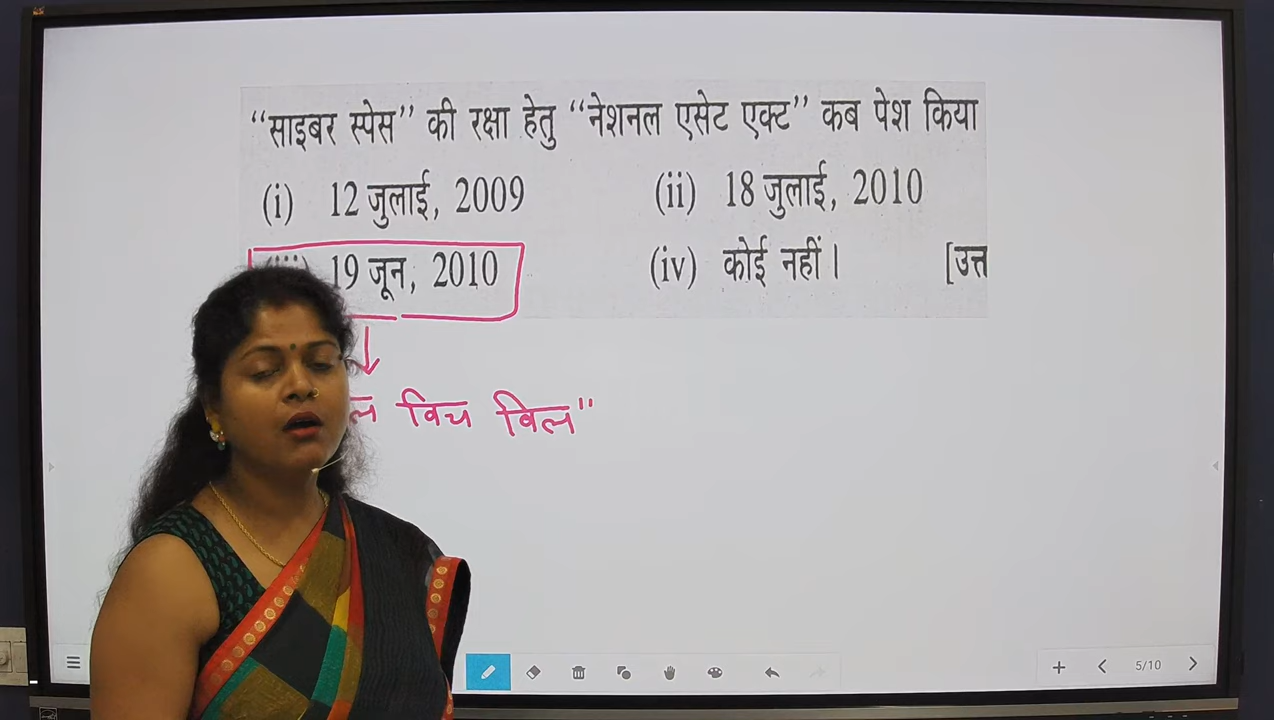 “साइबर स्पेस” की रक्षा हेतु “नेशनल एसेट एक्ट” कब पेश किया
(i) 12 जुलाई, 2009 (ii) 18 जुलाई, 2010
19 जून, 2010 (iv) कोई नहीं। [उत्त
विच बिल"
5/10